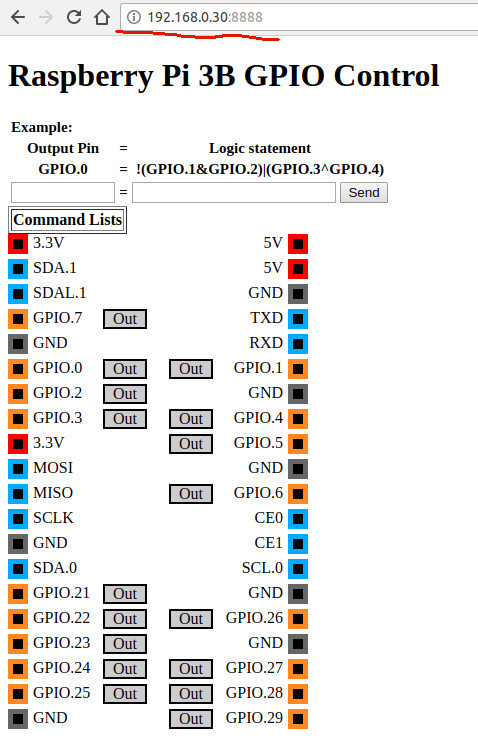 192.168.0.30:8888
Raspberry Pi 3B GPIO Control
Example:
Output Pin = Logic statement
GPIO.0 = !(GPIO.1&GPIO.2)|(GPIO.3^GPIO.4)
= Send
Command Lists
3.3V 5V
SDA.1 5V
SDAL.1 GND
GPIO.7 Out TXD
GND RXD
GPIO.0 Out Out GPIO.1
GPIO.2 Out GND
GPIO.3 Out Out GPIO.4
3.3V Out GPIO.5
MOSI GND
MISO Out GPIO.6
SCLK CE0
GND CE1
SDA.0 SCL.0
GPIO.21 Out GND
GPIO.22 Out Out GPIO.26
GPIO.23 Out GND
GPIO.24 Out Out GPIO.27
GPIO.25 Out Out GPIO.28
GND Out GPIO.29